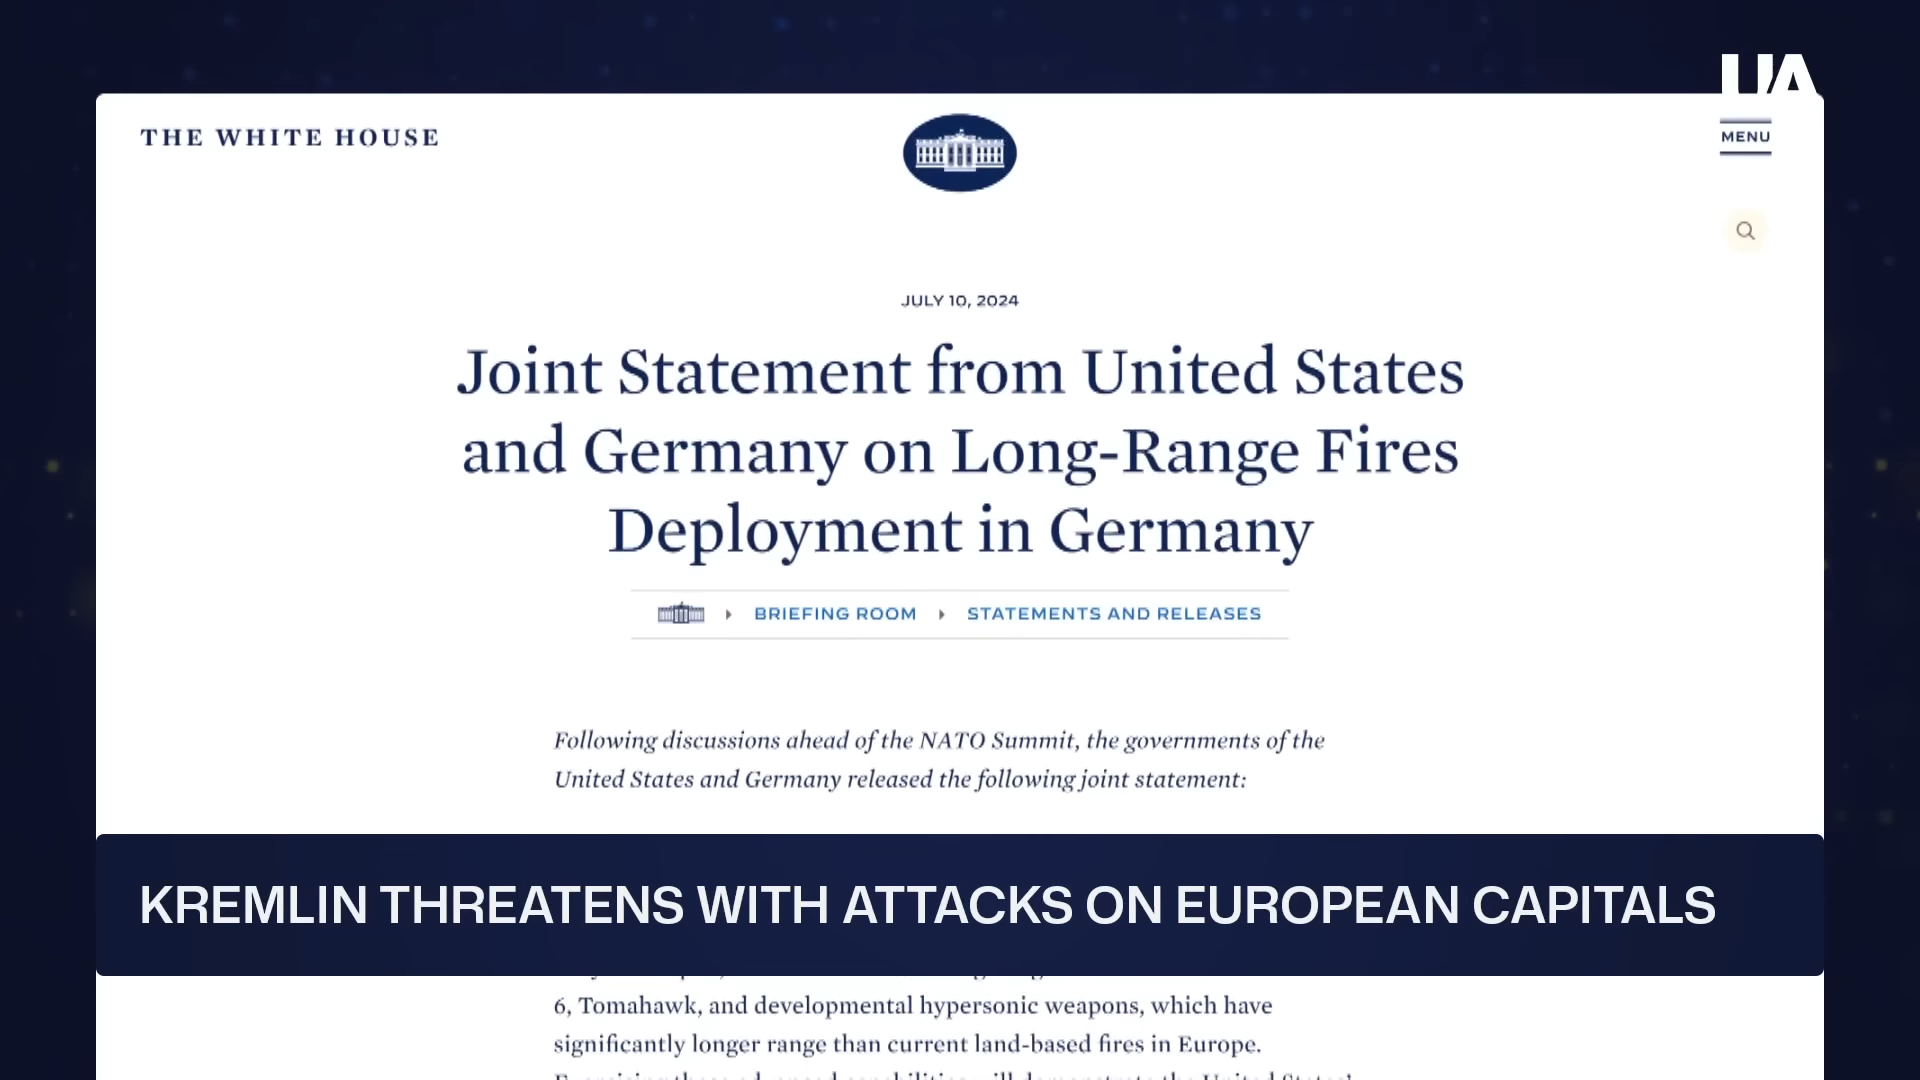 UA
THE WHITE HOUSE
MENU
JULY 10, 2024
Joint Statement from United States
and Germany on Long-Range Fires
Deployment in Germany
BRIEFING ROOM
STATEMENTS AND RELEASES
Following discussions ahead of the NATO Summit, the governments of the
United States and Germany released the following joint statement:
KREMLIN THREATENS WITH ATTACKS ON EUROPEAN CAPITALS
6, Tomahawk, and developmental hypersonic weapons, which have
significantly longer range than current land-based fires in Europe.